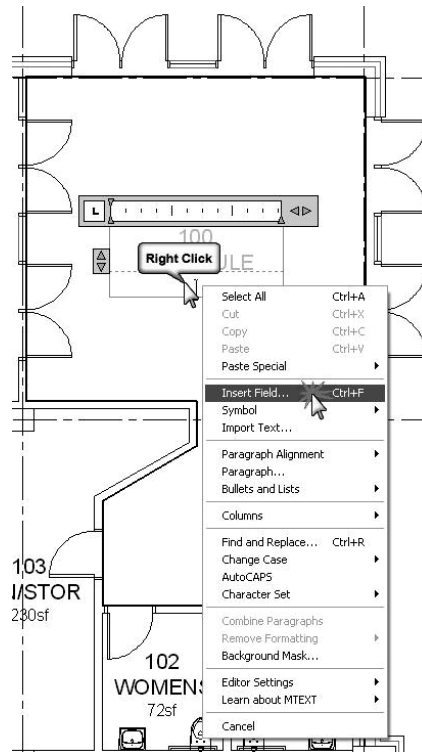 L
100
ULE
Right Click
Select All Ctrl+A
Cut Ctrl+X
Copy Ctrl+C
Paste Ctrl+V
Paste Special
Insert Field... Ctrl+F
Symbol
Import Text...
Paragraph Alignment
Paragraph...
Bullets and Lists
Columns
Find and Replace... Ctrl+R
Change Case
AutoCAPS
Character Set
Combine Paragraphs
Remove Formatting
Background Mask...
Editor Settings
Learn about MTEXT
Cancel
103
I/STOR
230sf
102
WOMENS
72sf